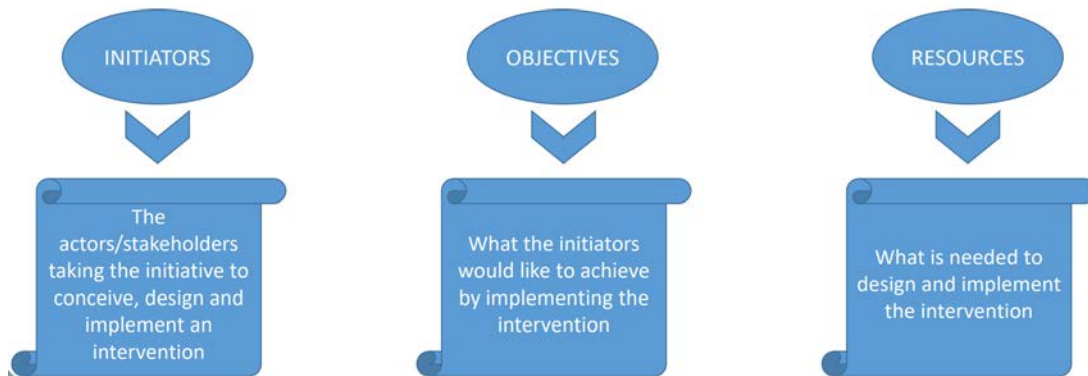 INITIATORS
OBJECTIVES
RESOURCES
The
actors/stakeholders
taking the initiative to
conceive, design and
implement an
intervention
What the initiators
would like to achieve
by implementing the
intervention
What is needed to
design and implement
the intervention